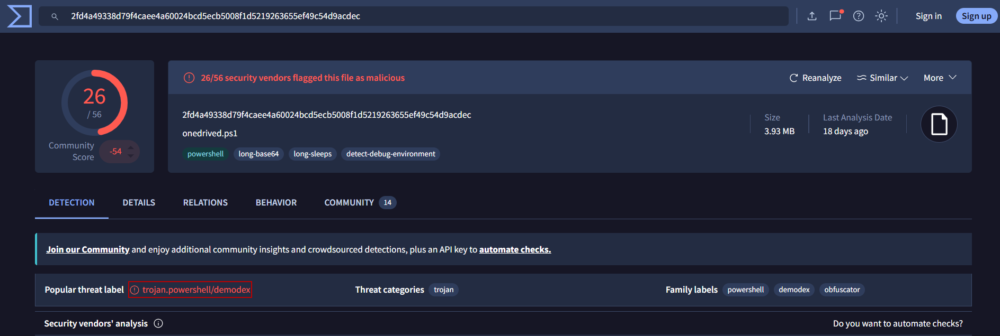 2fd4a49338d79f4caee4a60024bcd5ecb5008f1d5219263655ef49c54d9acdec
Sign in
Sign up
26
/ 56
Community
Score
-54
26/56 security vendors flagged this file as malicious
Reanalyze
Similar
More
2fd4a49338d79f4caee4a60024bcd5ecb5008f1d5219263655ef49c54d9acdec
onedrived.ps1
powershell
long-base64
long-sleeps
detect-debug-environment
Size
3.93 MB
Last Analysis Date
18 days ago
DETECTION
DETAILS
RELATIONS
BEHAVIOR
COMMUNITY
14
Join our Community and enjoy additional community insights and crowdsourced detections, plus an API key to automate checks.
Popular threat label
trojan.powershell/demodex
Threat categories
trojan
Family labels
powershell
demodex
obfuscator
Security vendors' analysis
Do you want to automate checks?